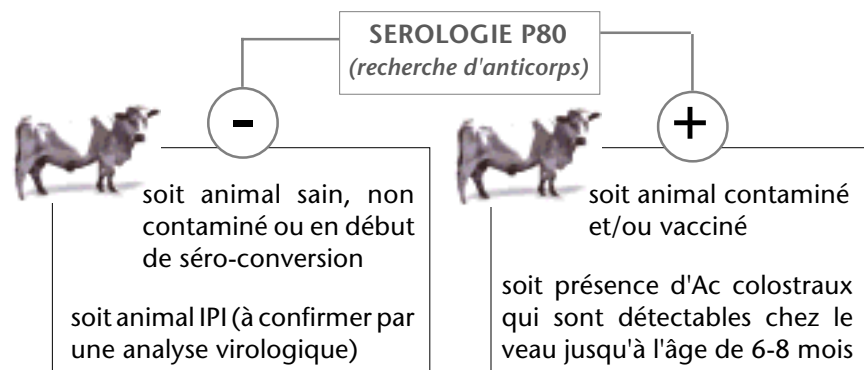 SEROLOGIE P80
(recherche d'anticorps)
-
+
soit animal sain, non
contaminé ou en début
de séro-conversion
soit animal IPI (à confirmer par
une analyse virologique)
soit animal contaminé
et/ou vacciné
soit présence d'Ac colostraux
qui sont détectables chez le
veau jusqu'à l'âge de 6-8 mois